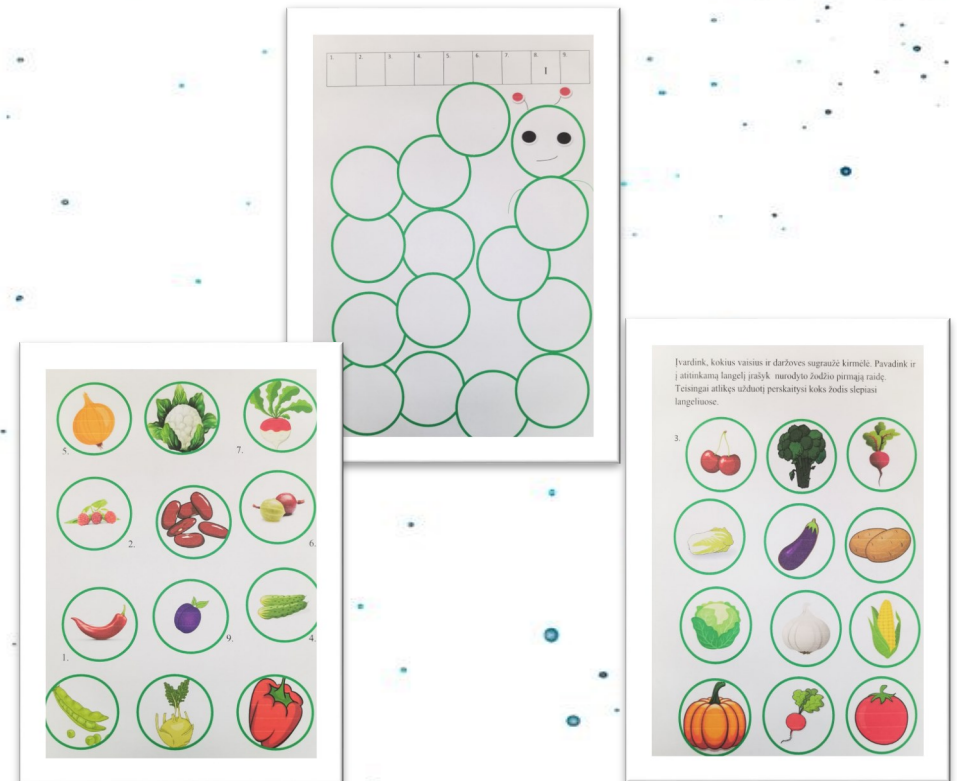 1. 2. 3. 4. 5. 6. 7. 8. 9.
I
5.
7.
2.
6.
1.
9.
4.
Įvardink, kokius vaisius ir daržoves sugraužė kirmėlė. Pavadink ir
į atitinkamą langelį įrašyk nurodyto žodžio pirmąją raidę.
Teisingai atlikęs užduotį perskaitysi koks žodis slepiasi
langeliuose.
3.